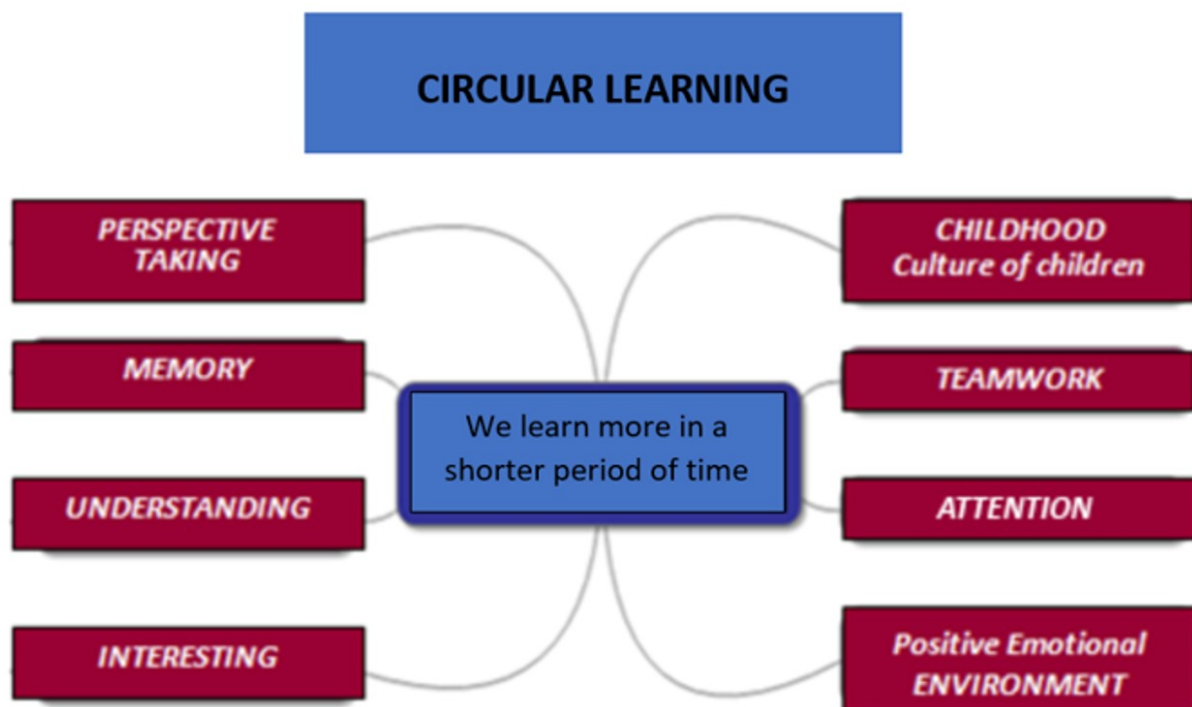 CIRCULAR LEARNING
PERSPECTIVE
TAKING
MEMORY
UNDERSTANDING
INTERESTING
We learn more in a
shorter period of time
CHILDHOOD
Culture of children
TEAMWORK
ATTENTION
Positive Emotional
ENVIRONMENT